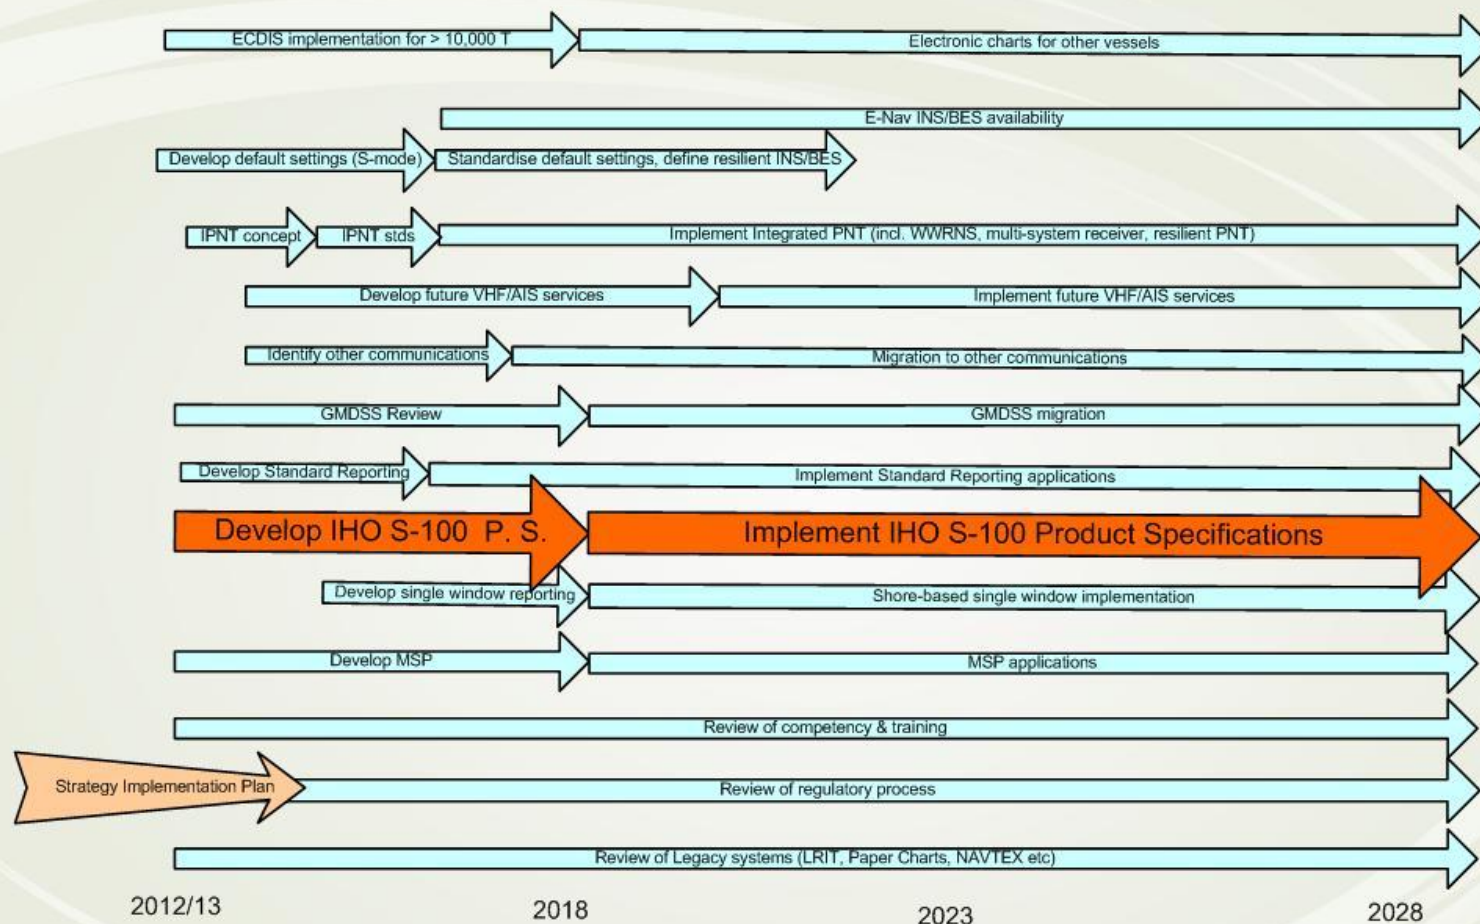 ECDIS implementation for > 10,000 T
Electronic charts for other vessels
E-Nav INS/BES availability
Develop default settings (S-mode)
Standardise default settings, define resilient INS/BES
IPNT concept
IPNT stds
Implement Integrated PNT (incl. WWRNS, multi-system receiver, resilient PNT)
Develop future VHF/AIS services
Implement future VHF/AIS services
Identify other communications
Migration to other communications
GMDSS Review
GMDSS migration
Develop Standard Reporting
Implement Standard Reporting applications
Develop IHO S-100 P. S.
Implement IHO S-100 Product Specifications
Develop single window reporting
Shore-based single window implementation
Develop MSP
MSP applications
Review of competency & training
Strategy Implementation Plan
Review of regulatory process
Review of Legacy systems (LRIT, Paper Charts, NAVTEX etc)
2012/13
2018
2023
2028